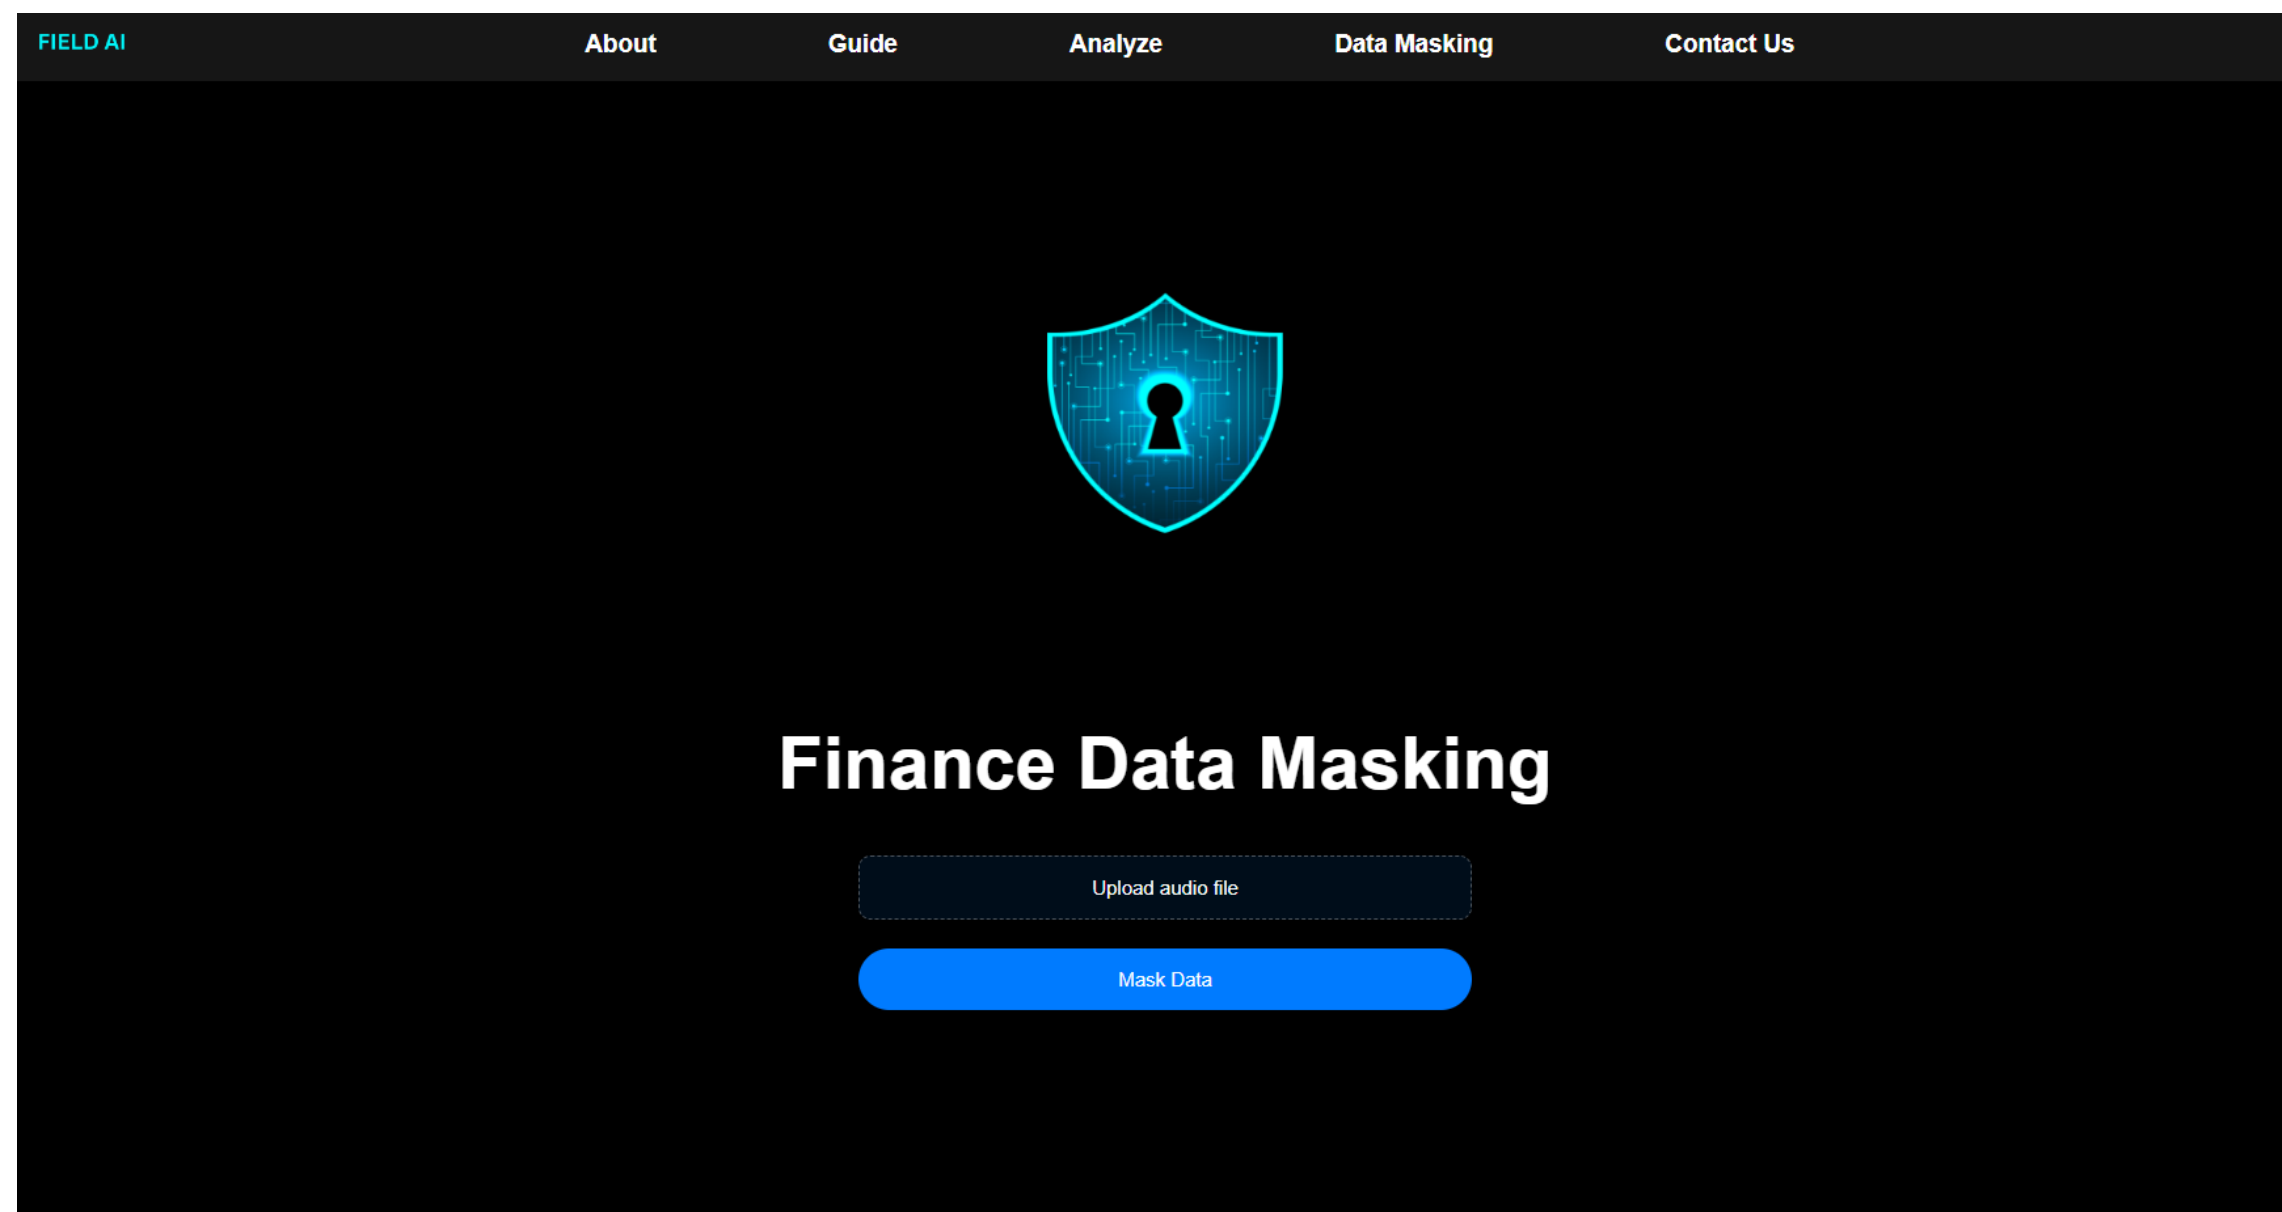 FIELD AI About Guide Analyze Data Masking Contact Us
Finance Data Masking
Upload audio file
Mask Data